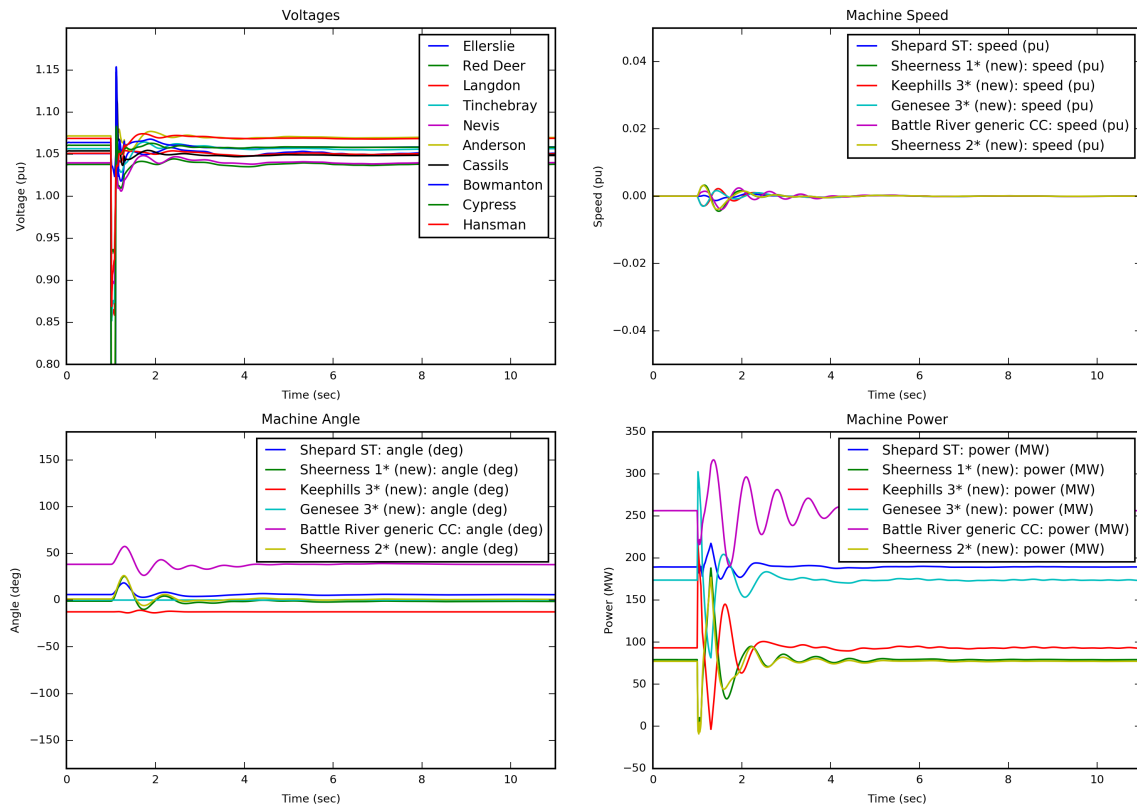 Voltages
Voltage (pu)
1.15
1.10
1.05
1.00
0.95
0.90
0.85
0.80
Ellerslie
Red Deer
Langdon
Tinchebray
Nevis
Anderson
Cassils
Bowmanton
Cypress
Hansman
0 2 4 6 8 10
Time (sec)
Machine Speed
Speed (pu)
0.04
0.02
0.00
−0.02
−0.04
Shepard ST: speed (pu)
Sheerness 1* (new): speed (pu)
Keephills 3* (new): speed (pu)
Genesee 3* (new): speed (pu)
Battle River generic CC: speed (pu)
Sheerness 2* (new): speed (pu)
0 2 4 6 8 10
Time (sec)
Machine Angle
Angle (deg)
150
100
50
0
−50
−100
−150
Shepard ST: angle (deg)
Sheerness 1* (new): angle (deg)
Keephills 3* (new): angle (deg)
Genesee 3* (new): angle (deg)
Battle River generic CC: angle (deg)
Sheerness 2* (new): angle (deg)
0 2 4 6 8 10
Time (sec)
Machine Power
Power (MW)
350
300
250
200
150
100
50
0
−50
Shepard ST: power (MW)
Sheerness 1* (new): power (MW)
Keephills 3* (new): power (MW)
Genesee 3* (new): power (MW)
Battle River generic CC: power (MW)
Sheerness 2* (new): power (MW)
0 2 4 6 8 10
Time (sec)